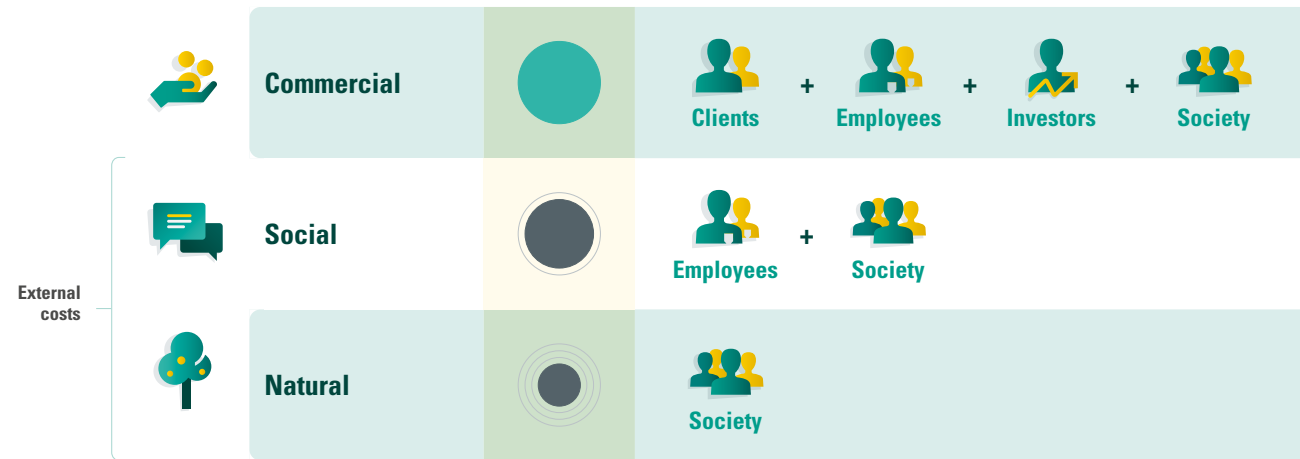 Commercial
Clients + Employees + Investors + Society
Social
Employees + Society
External
costs
Natural
Society